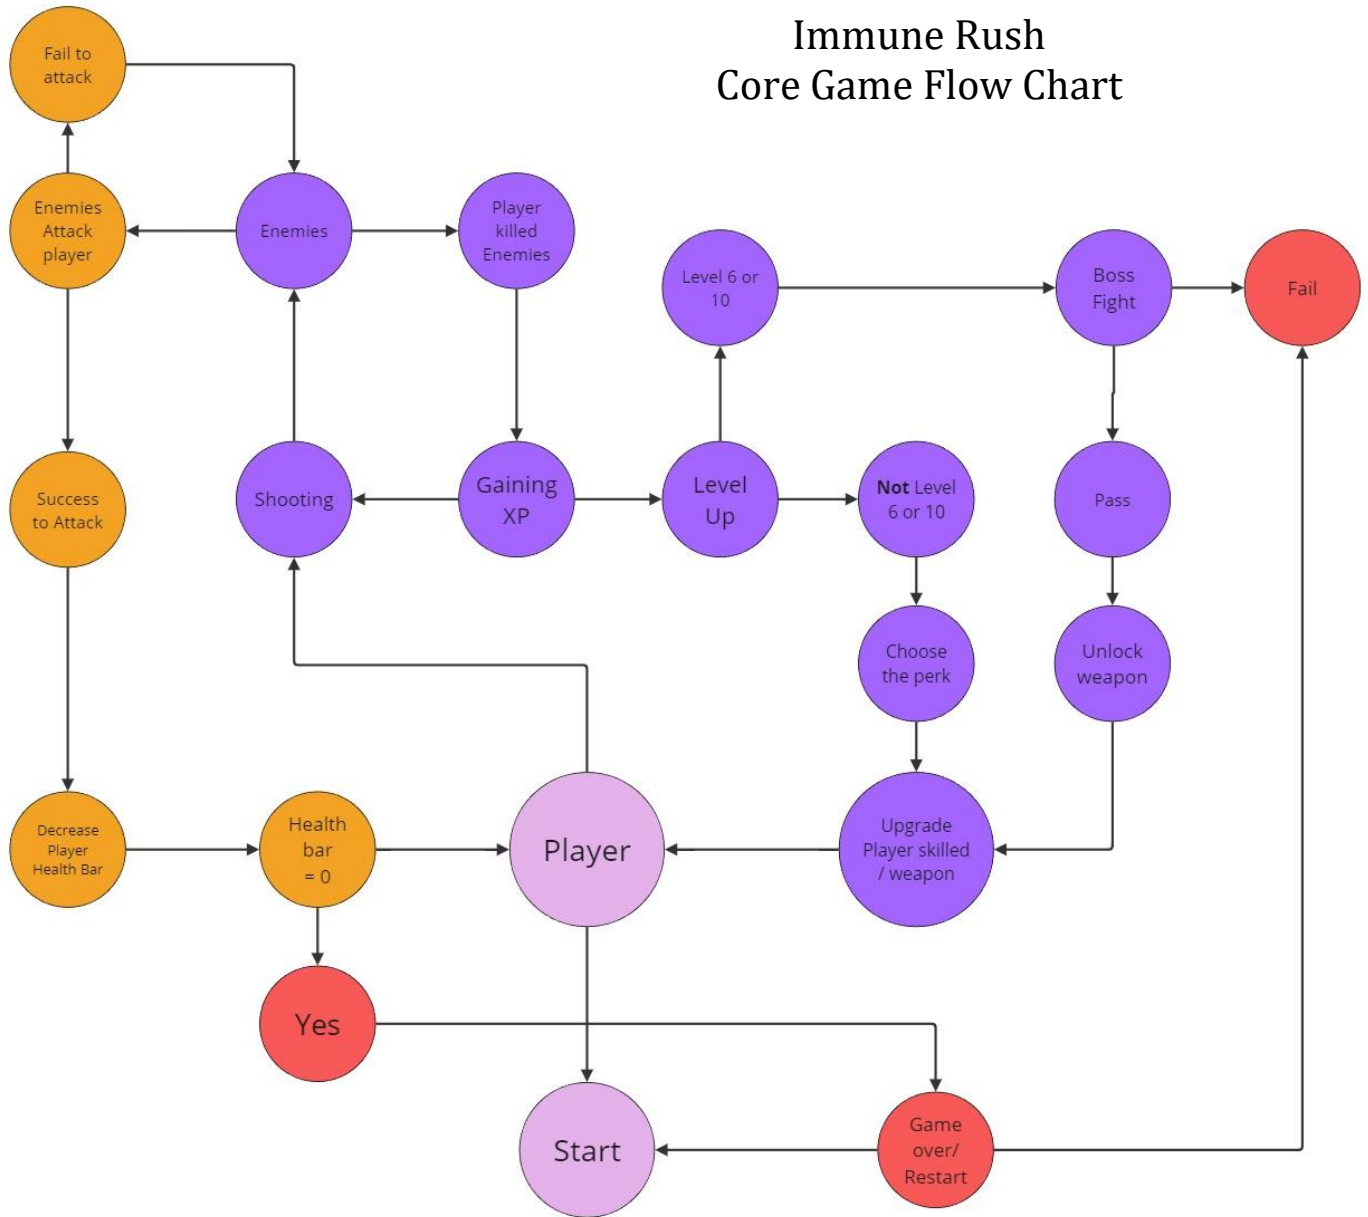 Immune Rush
Core Game Flow Chart
Fail to
attack
Enemies
Attack
player
Enemies
Player
killed
Enemies
Level 6 or
10
Boss
Fight
Fail
Success
to Attack
Shooting
Gaining
XP
Level
Up
Not Level
6 or 10
Pass
Choose
the perk
Unlock
weapon
Decrease
Player
Health Bar
Health
bar
= 0
Player
Upgrade
Player skilled
/ weapon
Yes
Start
Game
over/
Restart